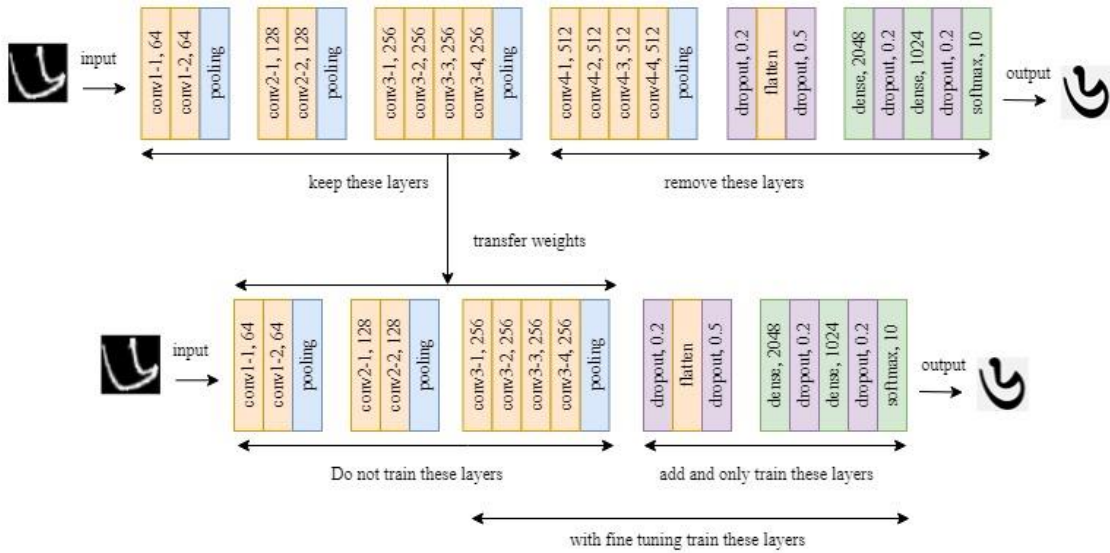 input
conv1-1, 64
conv1-2, 64
pooling
conv2-1, 128
conv2-2, 128
pooling
conv3-1, 256
conv3-2, 256
conv3-3, 256
conv3-4, 256
pooling
conv4-1, 512
conv4-2, 512
conv4-3, 512
conv4-4, 512
pooling
dropout, 0.2
flatten
dropout, 0.5
dense, 2048
dropout, 0.2
dense, 1024
dropout, 0.2
softmax, 10
output
keep these layers
remove these layers
transfer weights
input
conv1-1, 64
conv1-2, 64
pooling
conv2-1, 128
conv2-2, 128
pooling
conv3-1, 256
conv3-2, 256
conv3-3, 256
conv3-4, 256
pooling
dropout, 0.2
flatten
dropout, 0.5
dense, 2048
dropout, 0.2
dense, 1024
dropout, 0.2
softmax, 10
output
Do not train these layers
add and only train these layers
with fine tuning train these layers